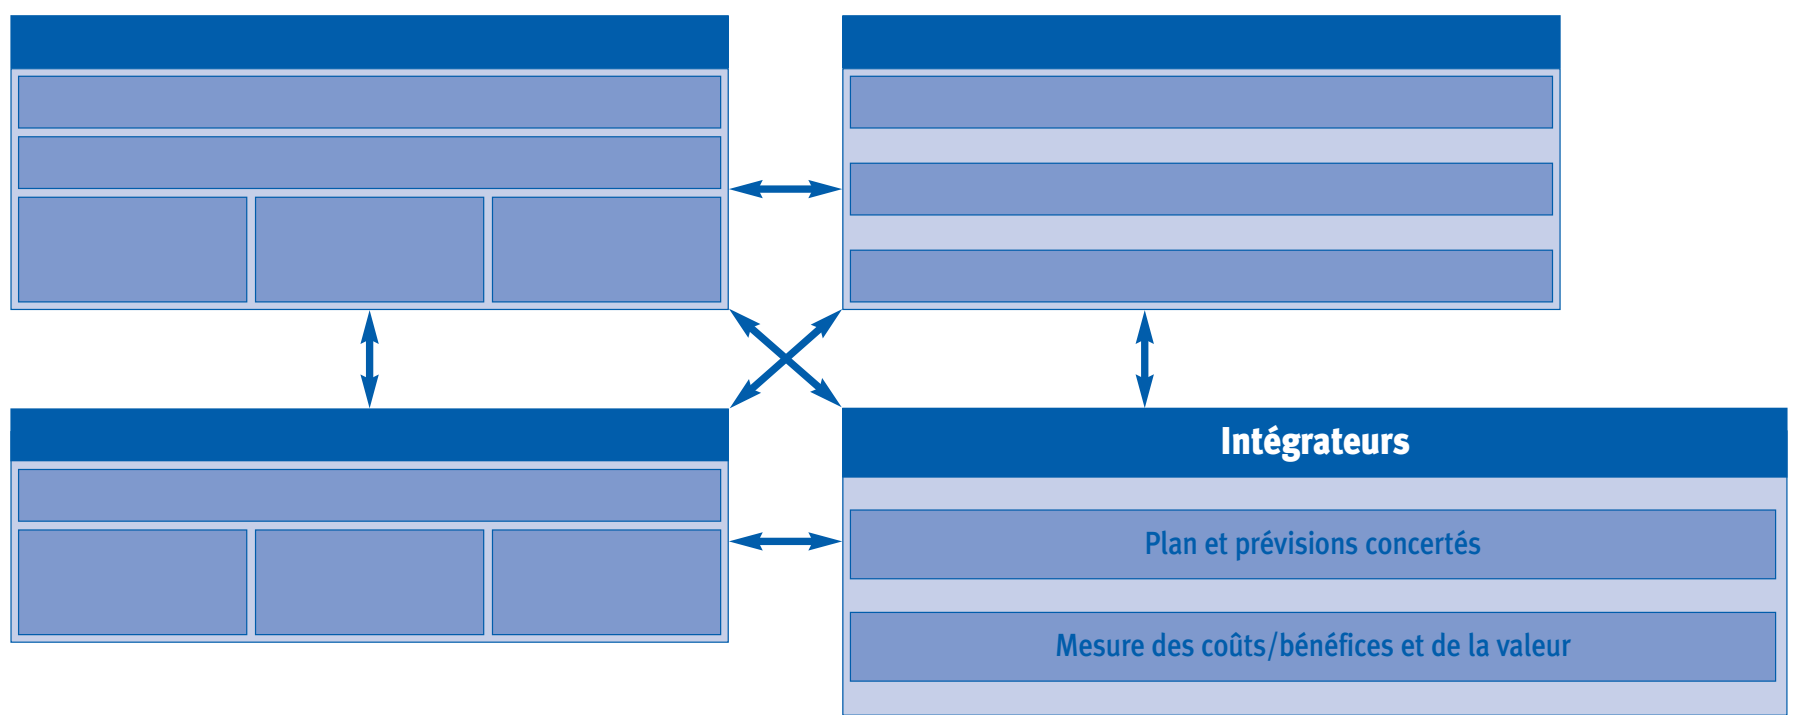 Intégrateurs
Plan et prévisions concertés
Mesure des coûts/bénéfices et de la valeur